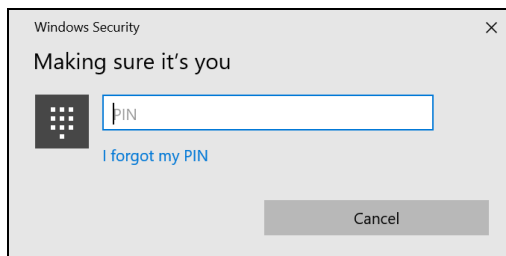 Windows Security
Making sure it's you
PIN
I forgot my PIN
Cancel